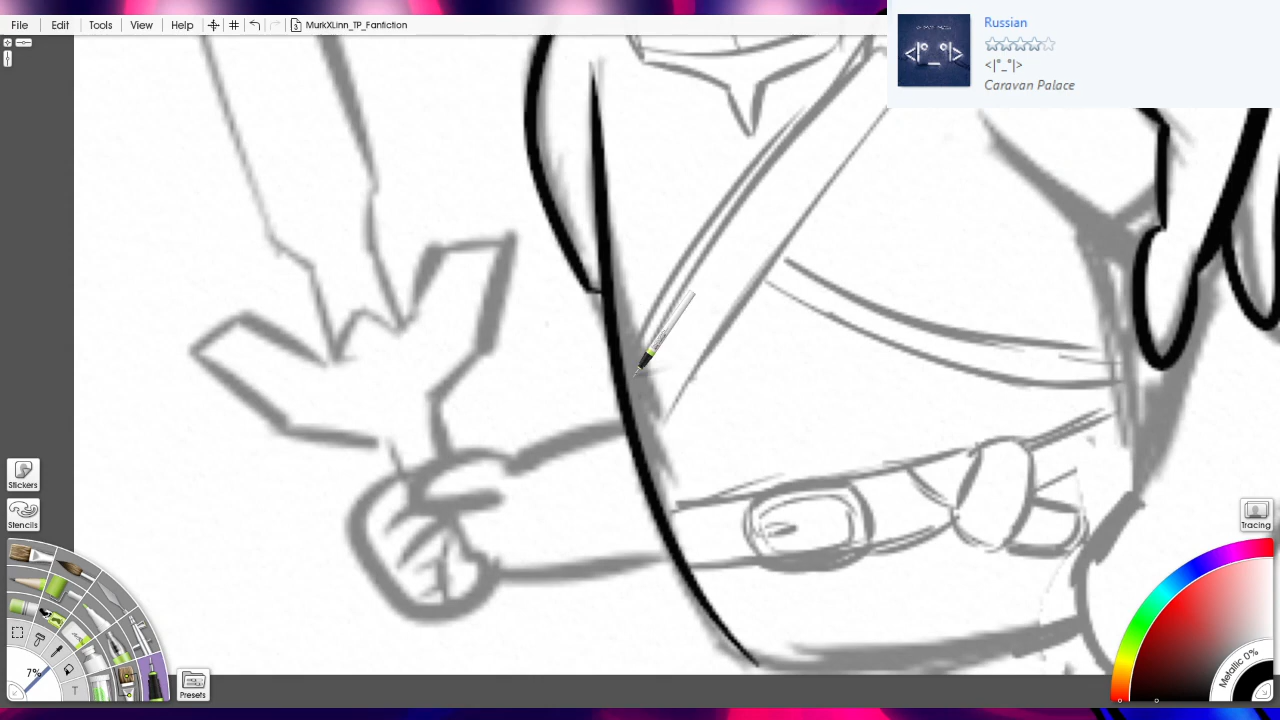 File Edit Tools View Help MurkXLinn_TP_Fanfiction
Russian
<|°_°|>
Caravan Palace
<|°_°|>
Stickers
Stencils
7%
T
Presets
Tracing
Metallic 0%